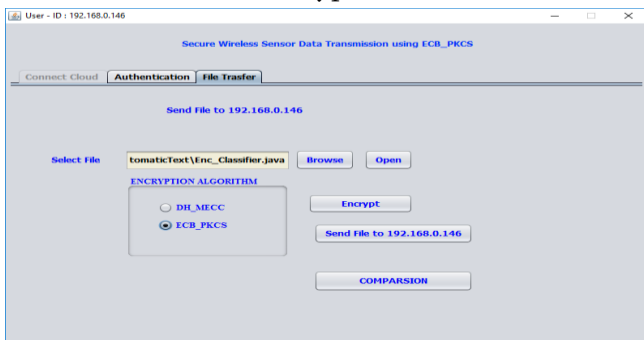 User - ID : 192.168.0.146
Secure Wireless Sensor Data Transmission using ECB_PKCS
Connect Cloud Authentication File Trasfer
Send File to 192.168.0.146
Select File tomaticText\Enc_Classifier.java Browse Open
ENCRYPTION ALGORITHM
DH_MECC
ECB_PKCS
Encrypt
Send File to 192.168.0.146
COMPARSION